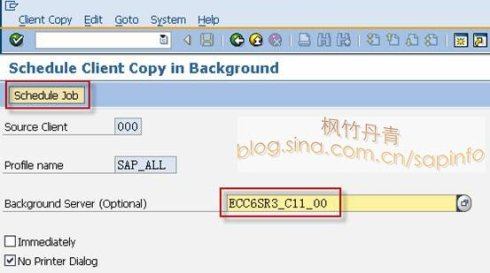 Client Copy Edit Goto System Help
Schedule Client Copy in Background
Schedule Job
Source Client 000
枫竹丹青
blog.sina.com.cn/sapinfo
Profile name SAP_ALL
Background Server (Optional) ECC6SR3_C11_00
Immediately
No Printer Dialog